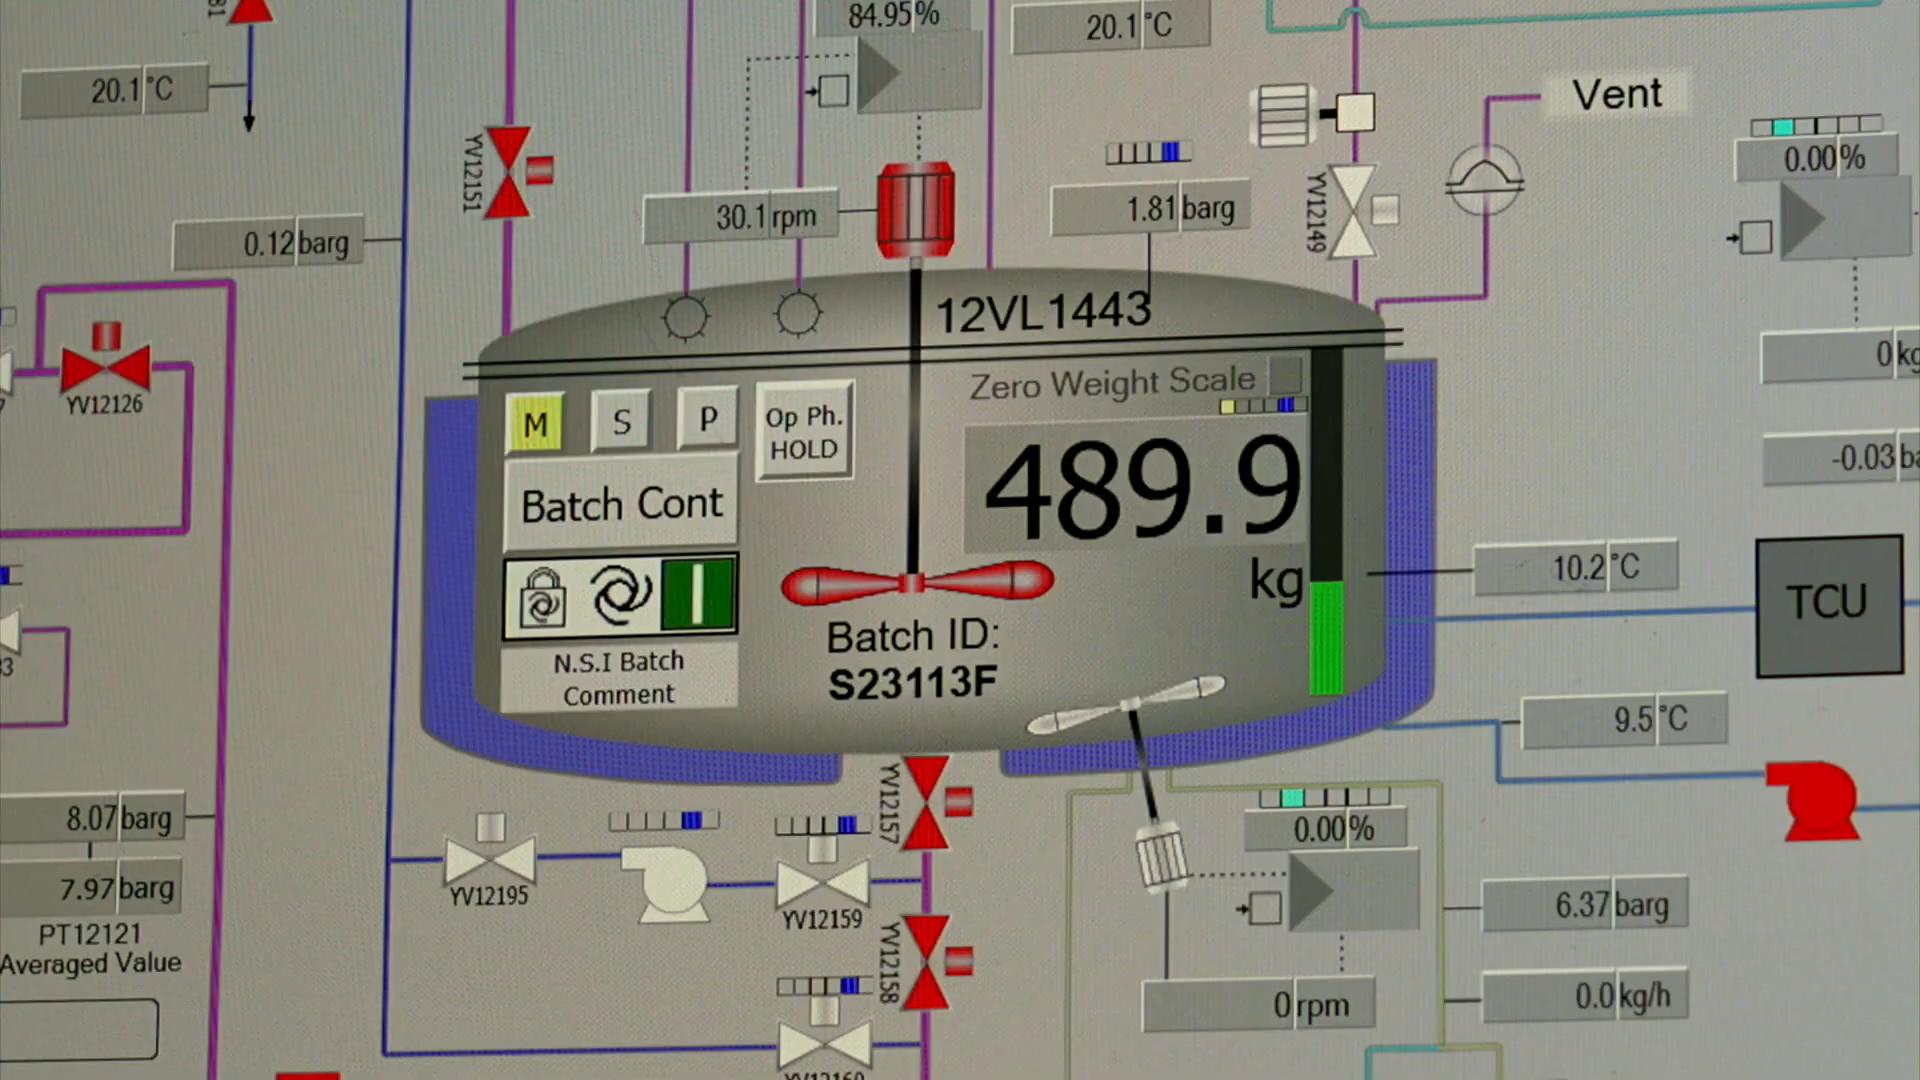 84.95%
20.1 °C
20.1 °C
Vent
YV12151
0.00%
30.1 rpm
1.81 barg
YV12149
0.12 barg
12VL1443
0 kg
Zero Weight Scale
YV12126
M
S
P
Op Ph.
HOLD
489.9
kg
Batch Cont
-0.03
10.2 °C
TCU
N.S.I Batch
Comment
Batch ID:
S23113F
9.5 °C
8.07 barg
YV12157
0.00%
7.97 barg
YV12195
YV12159
6.37 barg
PT12121
Averaged Value
YV12158
0 rpm
0.0 kg/h